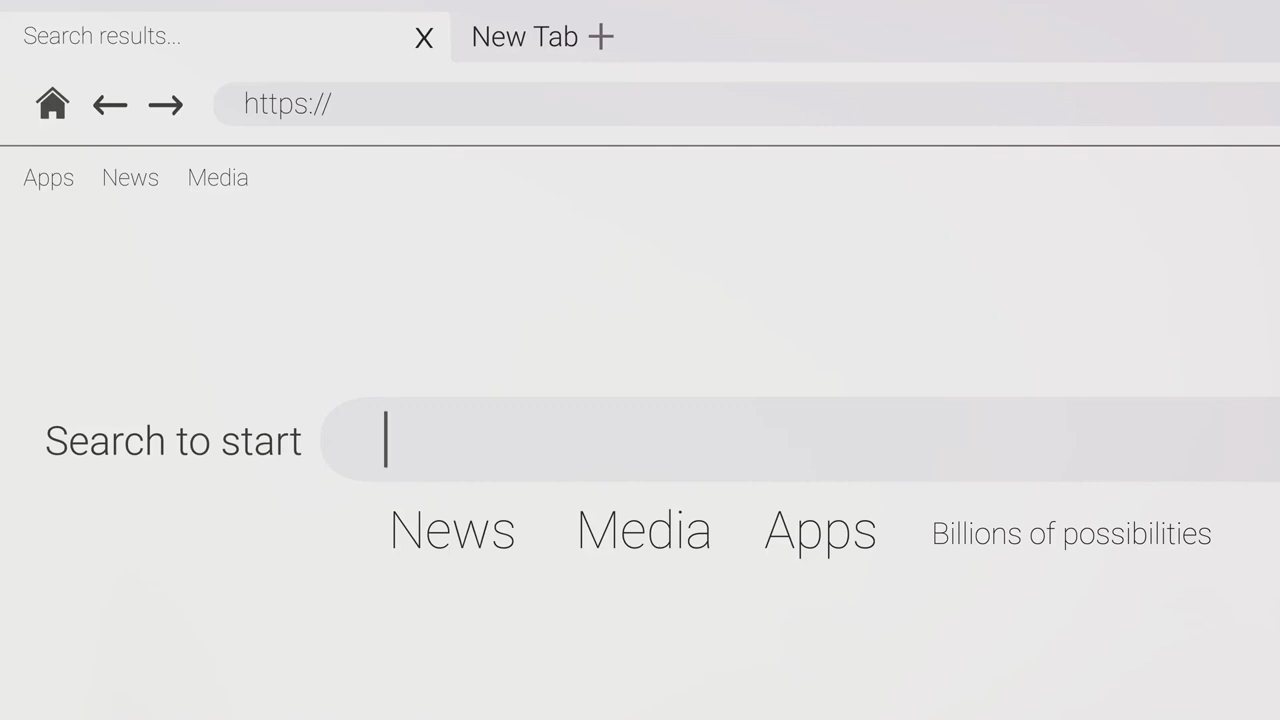 Search results... X New Tab +
https://
Apps News Media
Search to start
News Media Apps Billions of possibilities